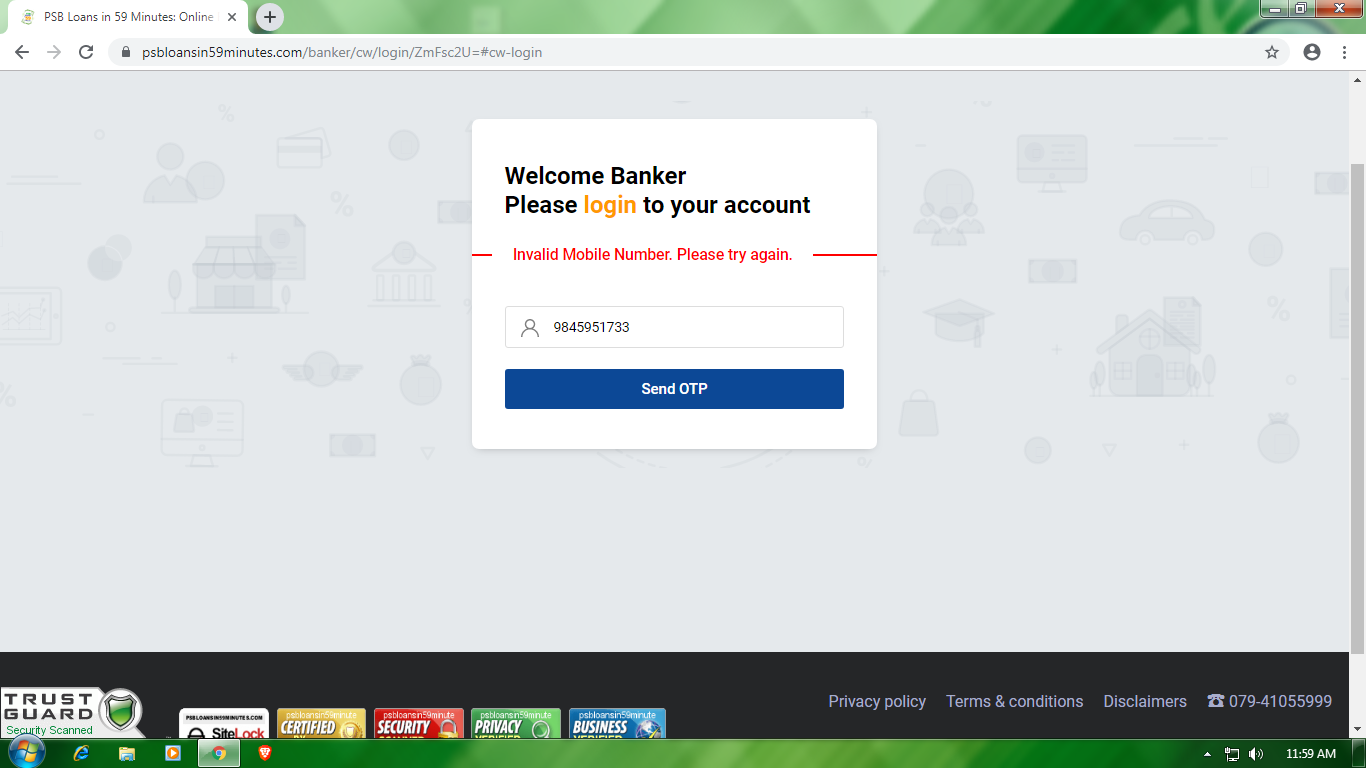 PSB Loans in 59 Minutes: Online
psbloansin59minutes.com/banker/cw/login/ZmFsc2U=#cw-login
Welcome Banker
Please login to your account
Invalid Mobile Number. Please try again.
9845951733
Send OTP
TRUST
GUARD
Security Scanned
PSBLOANSIN59MINUTES.COM
SiteLock
psbloansin59minute
CERTIFIED
psbloansin59minute
SECURITY
psbloansin59minute
PRIVACY
psbloansin59minute
BUSINESS
Privacy policy
Terms & conditions
Disclaimers
☎ 079-41055999
11:59 AM